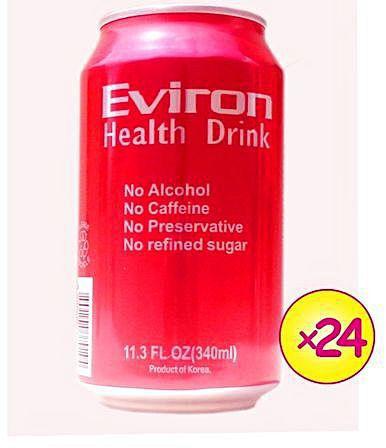 Eviron
Health Drink
No Alcohol
No Caffeine
No Preservative
No refined sugar
11.3 FL OZ(340ml)
Product of Korea.
×24